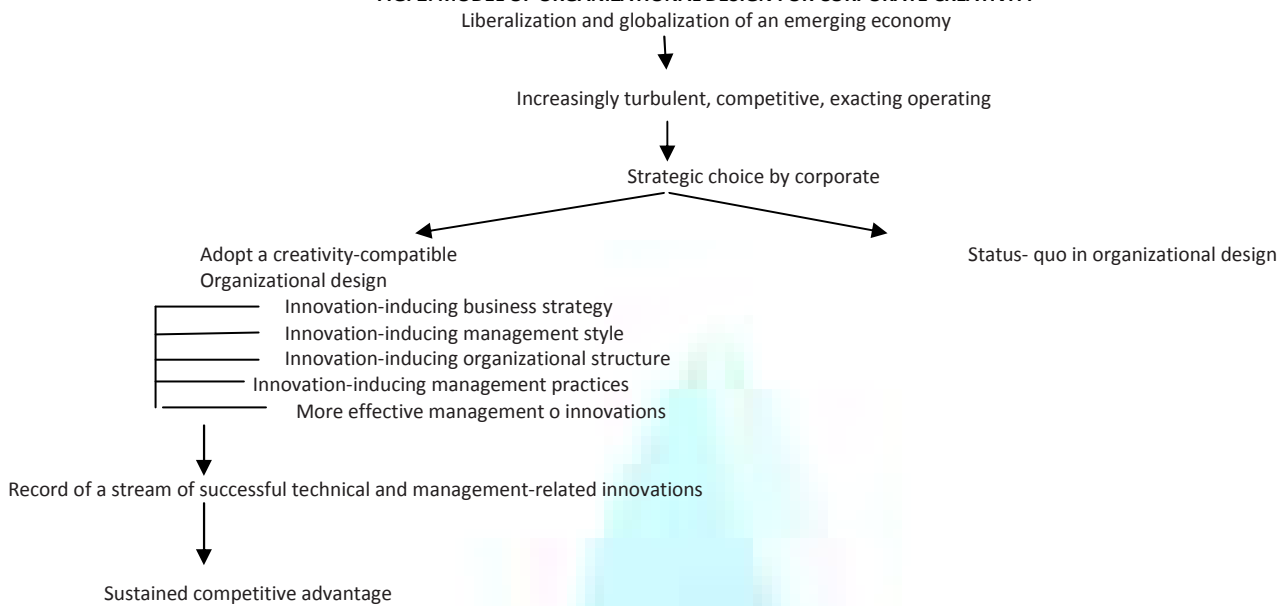 Liberalization and globalization of an emerging economy
Increasingly turbulent, competitive, exacting operating
Strategic choice by corporate
Adopt a creativity-compatible
Organizational design
Status- quo in organizational design
Innovation-inducing business strategy
Innovation-inducing management style
Innovation-inducing organizational structure
Innovation-inducing management practices
More effective management o innovations
Record of a stream of successful technical and management-related innovations
Sustained competitive advantage